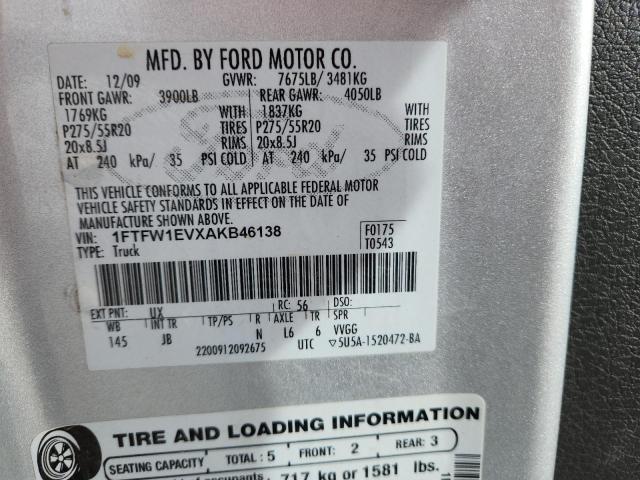 MFD. BY FORD MOTOR CO.
DATE: 12/09 GVWR: 7675LB/ 3481KG
FRONT GAWR: 3900LB REAR GAWR: 4050LB
1769KG WITH 1837KG WITH
P275/55R20 TIRES P275/55R20 TIRES
20x8.5J RIMS 20x8.5J RIMS
AT 240 kPa/ 35 PSI COLD AT 240 kPa/ 35 PSI COLD
THIS VEHICLE CONFORMS TO ALL APPLICABLE FEDERAL MOTOR
VEHICLE SAFETY STANDARDS IN EFFECT ON THE DATE OF
MANUFACTURE SHOWN ABOVE.
VIN: 1FTFW1EVXAKB46138 F0175
TYPE: Truck T0543
EXT PNT: UX RC: 56 DSO:
WB INT TR TP/PS R AXLE TR SPR
145 JB N L6 6 VVGG
2200912092675 UTC ▽5U5A-1520472-BA
TIRE AND LOADING INFORMATION
SEATING CAPACITY TOTAL: 5 FRONT: 2 REAR: 3
occupants 717 kg or 1581 lbs.